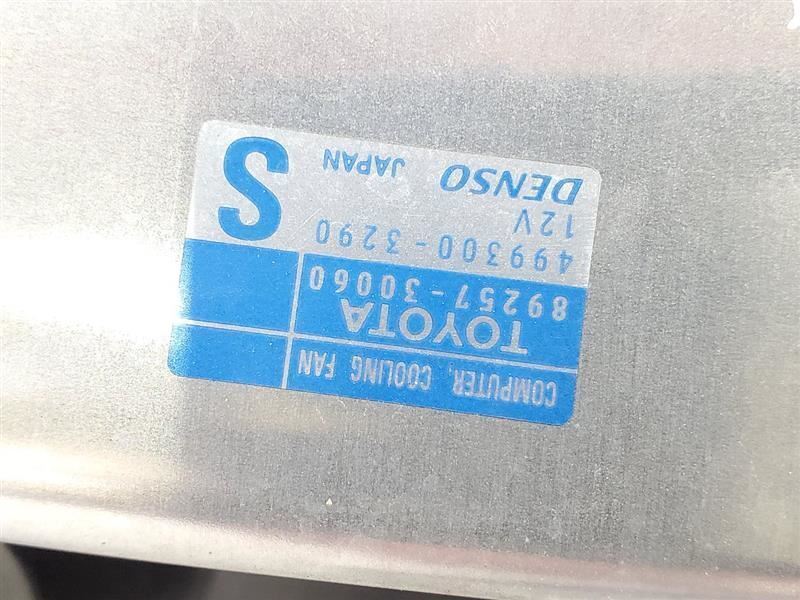 COMPUTER, COOLING FAN
TOYOTA
89257-30060
499300-3290
12V
DENSO JAPAN
S